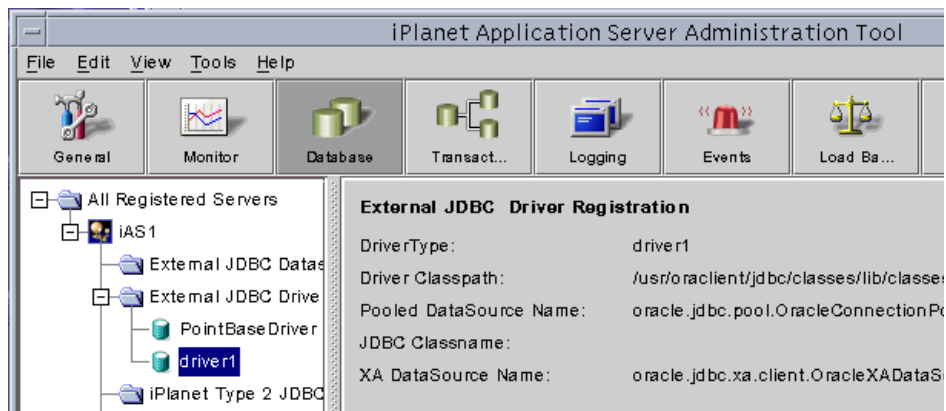 iPlanet Application Server Administration Tool
File Edit View Tools Help
General Monitor Database Transact... Logging Events Load Ba...
All Registered Servers
iAS1
External JDBC Datas
External JDBC Drive
PointBaseDriver
driver1
iPlanet Type 2 JDBC
External JDBC Driver Registration
DriverType: driver1
Driver Classpath: /usr/oraclient/jdbc/classes/lib/classes
Pooled DataSource Name: oracle.jdbc.pool.OracleConnectionPo
JDBC Classname:
XA DataSource Name: oracle.jdbc.xa.client.OracleXADataS